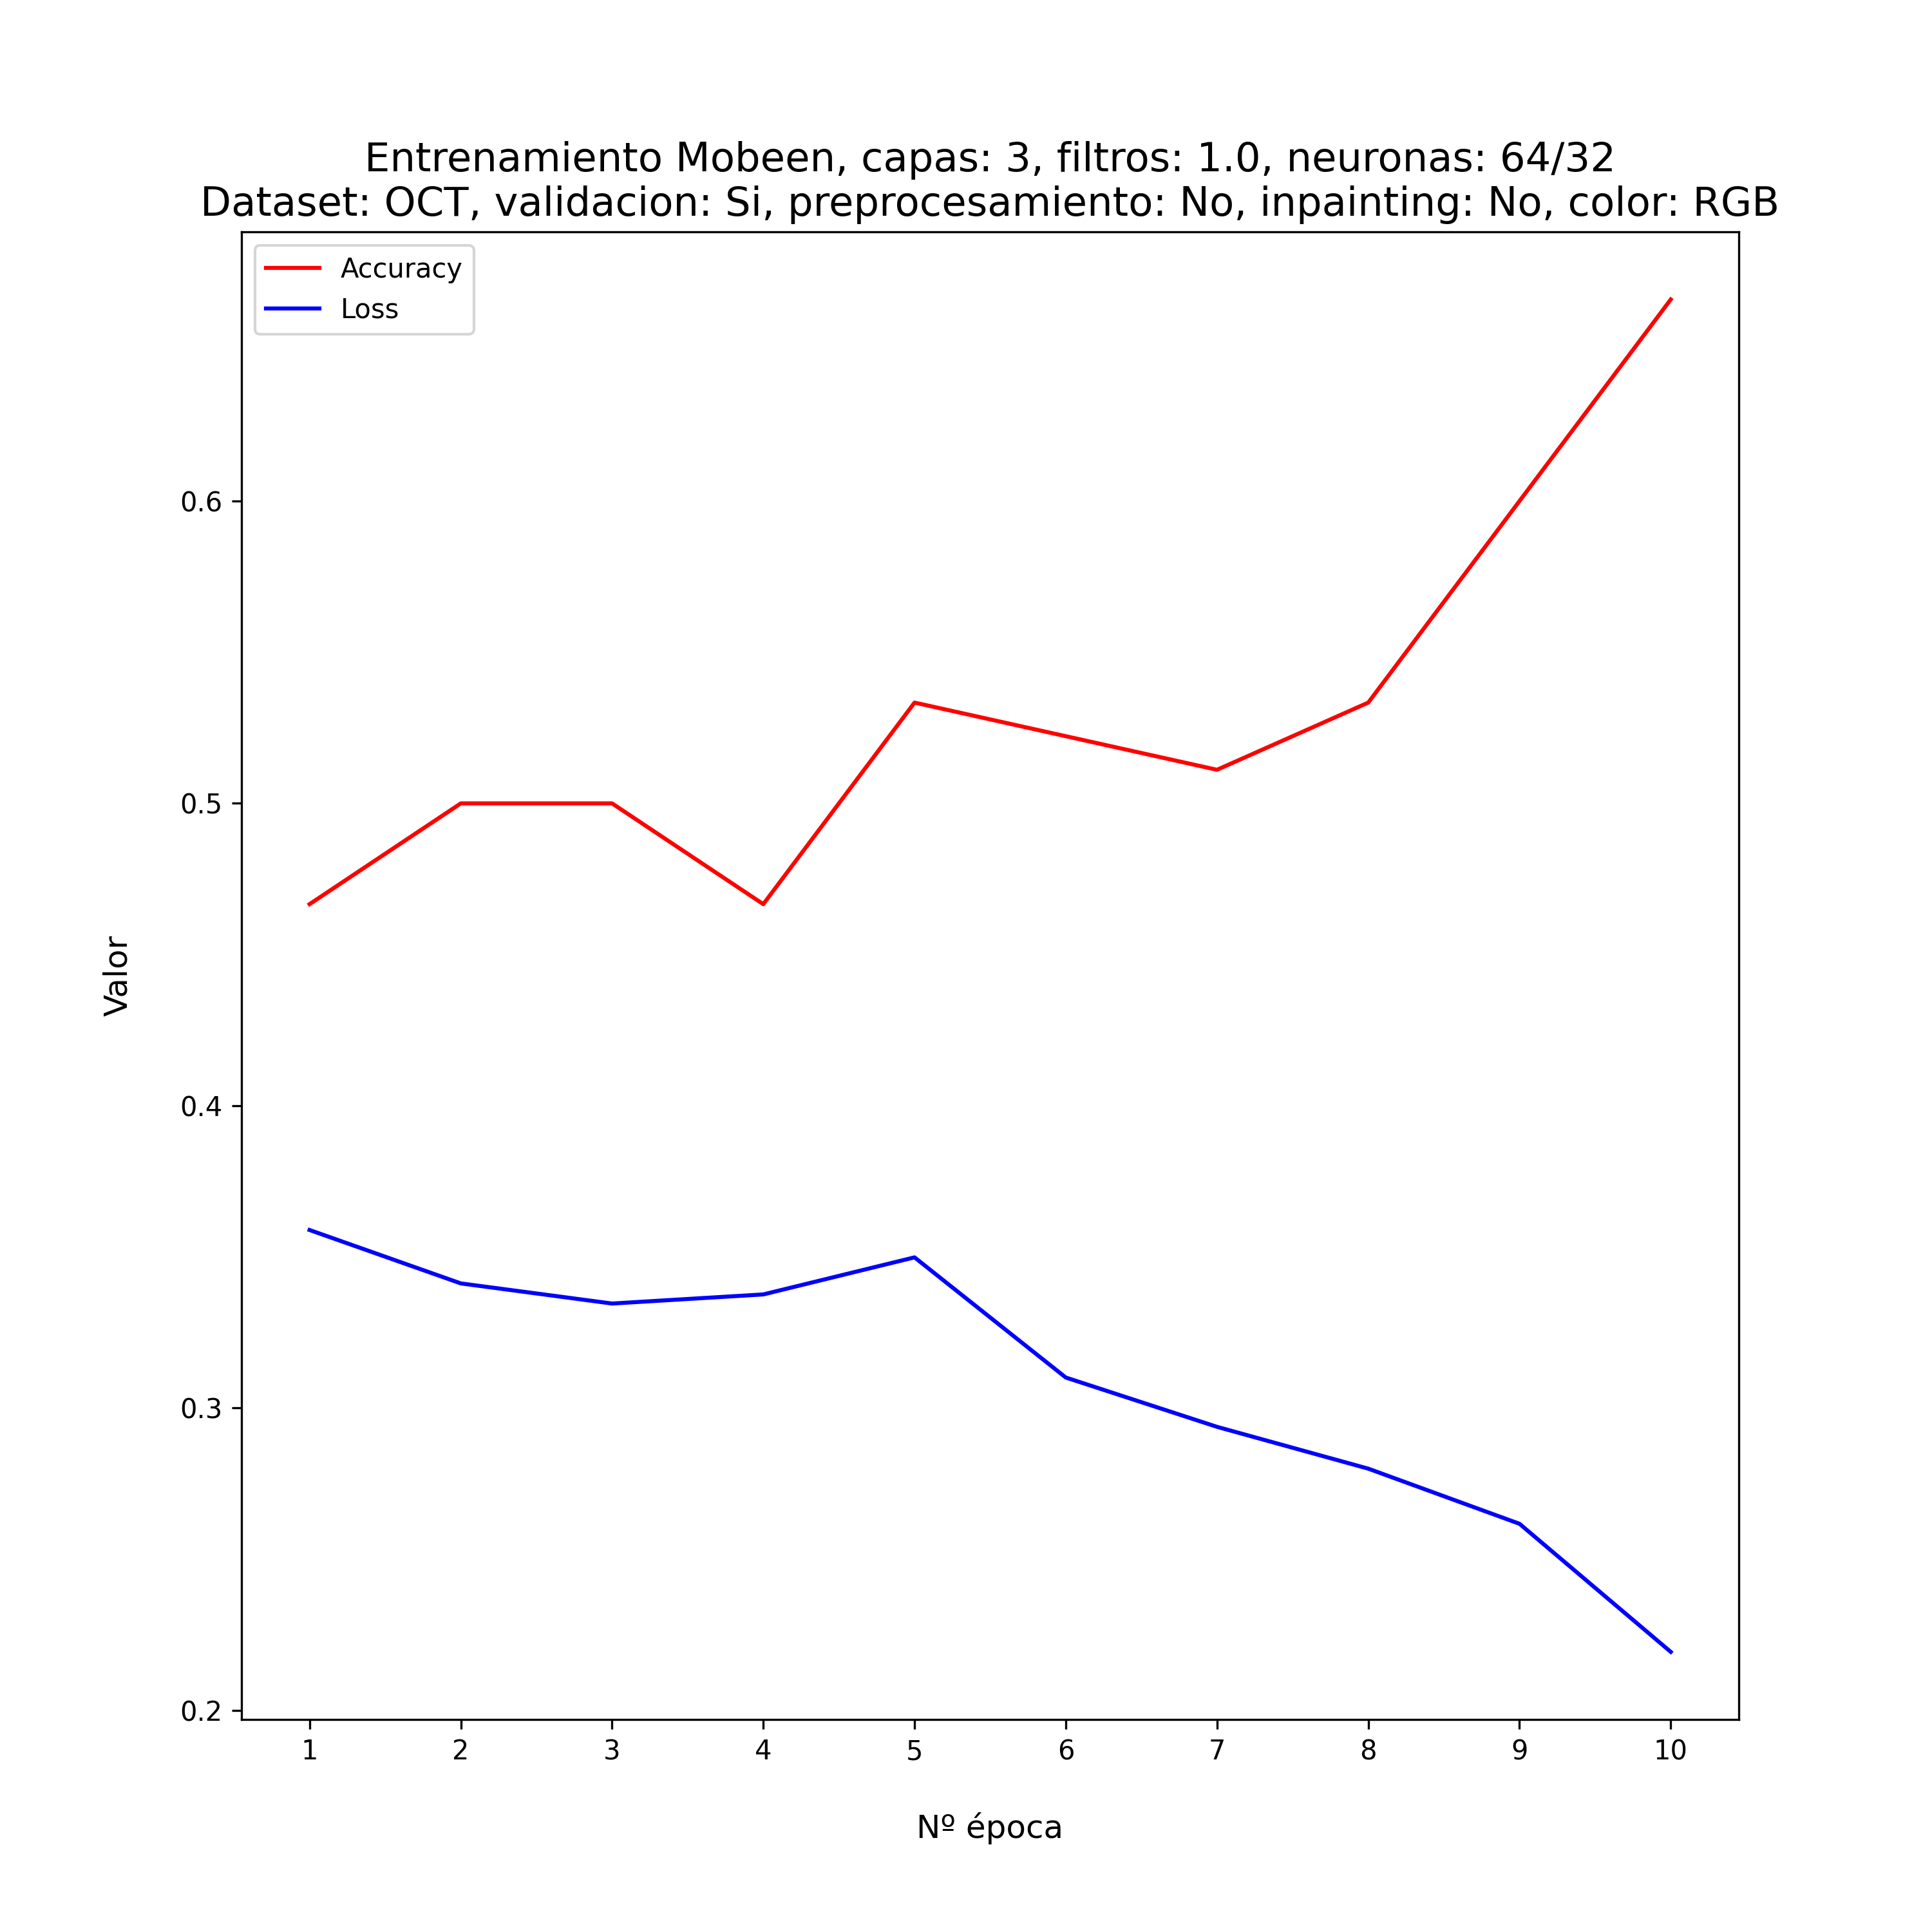 Entrenamiento Mobeen, capas: 3, filtros: 1.0, neuronas: 64/32
Dataset: OCT, validacion: Si, preprocesamiento: No, inpainting: No, color: RGB
Accuracy
Loss
0.6
0.5
0.4
0.3
0.2
Valor
1 2 3 4 5 6 7 8 9 10
Nº época